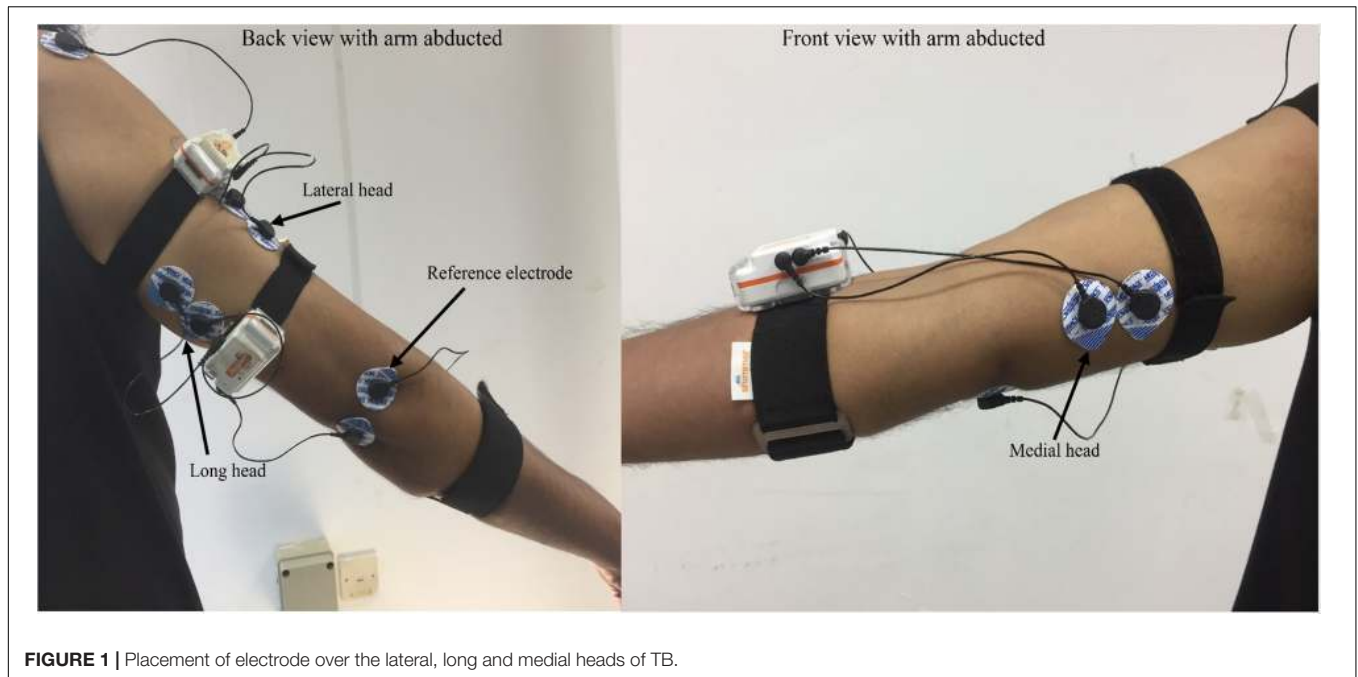 Back view with arm abducted
Front view with arm abducted
Lateral head
Reference electrode
Long head
Medial head
FIGURE 1 | Placement of electrode over the lateral, long and medial heads of TB.